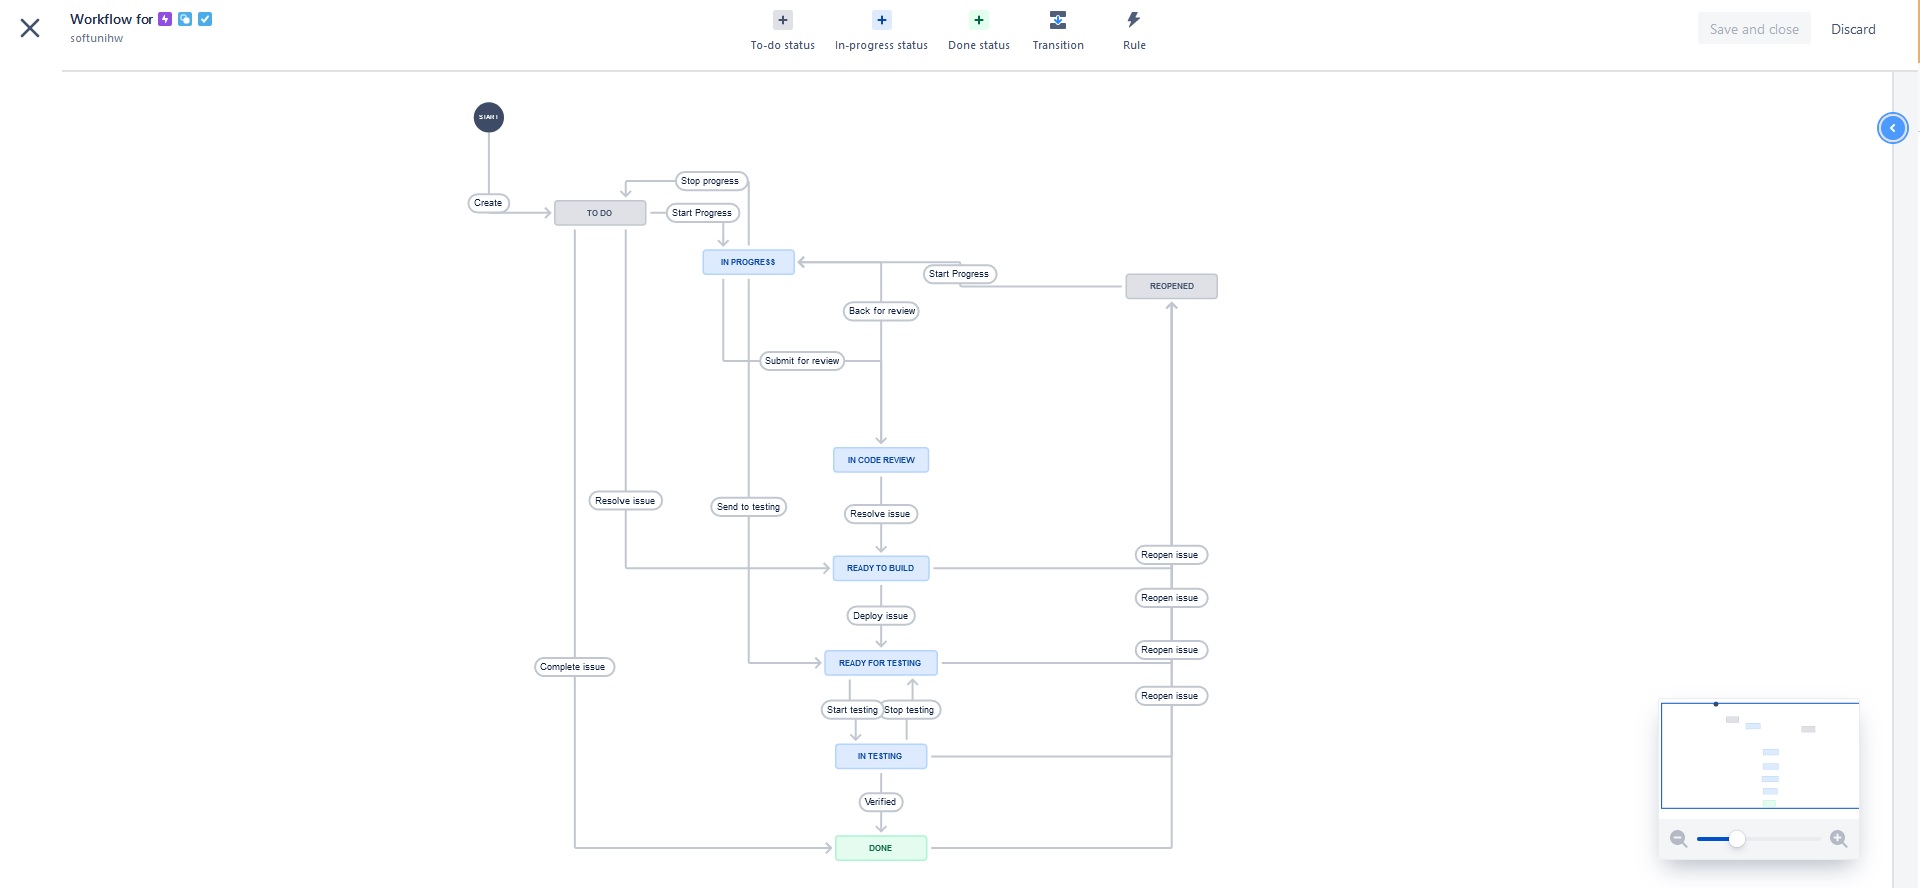 Workflow for
softunihw
To-do status
In-progress status
Done status
Transition
Rule
Save and close
Discard
START
Create
Stop progress
TO DO
Start Progress
IN PROGRESS
Start Progress
REOPENED
Back for review
Submit for review
IN CODE REVIEW
Resolve issue
Send to testing
Resolve issue
Reopen issue
READY TO BUILD
Reopen issue
Deploy issue
Reopen issue
READY FOR TESTING
Complete issue
Reopen issue
Start testing
Stop testing
IN TESTING
Verified
DONE